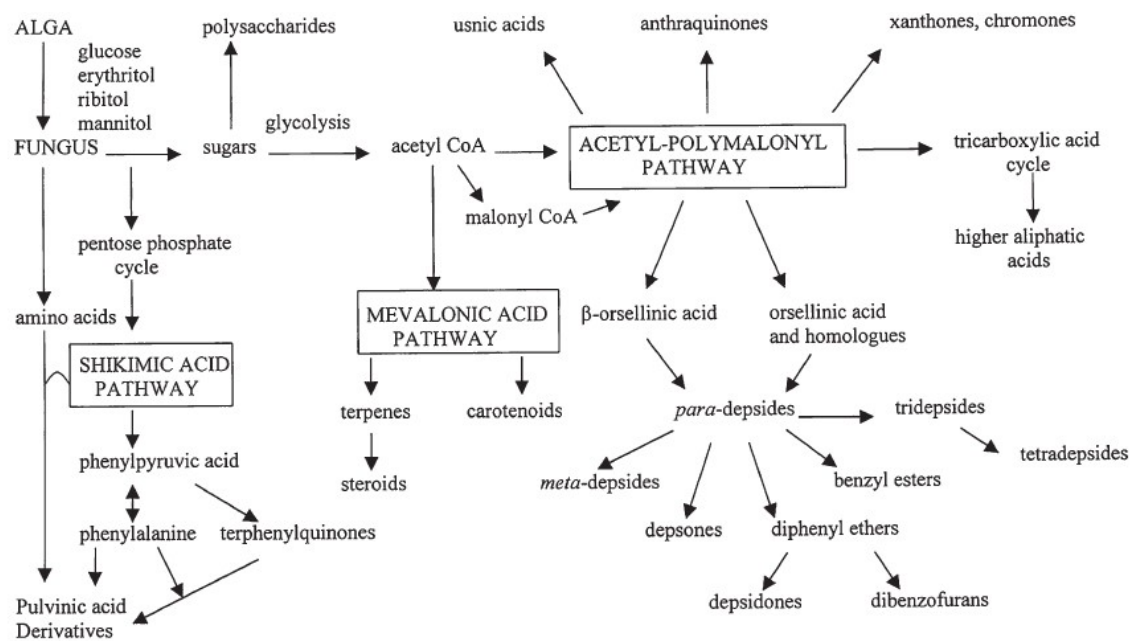 ALGA
glucose
erythritol
ribitol
mannitol
FUNGUS
polysaccharides
sugars
glycolysis
acetyl CoA
malonyl CoA
usnic acids
anthraquinones
xanthones, chromones
ACETYL-POLYMALONYL
PATHWAY
tricarboxylic acid
cycle
higher aliphatic
acids
pentose phosphate
cycle
amino acids
SHIKIMIC ACID
PATHWAY
MEVALONIC ACID
PATHWAY
β-orsellinic acid
orsellinic acid
and homologues
terpenes
carotenoids
steroids
para-depsides
tridepsides
tetradepsides
meta-depsides
benzyl esters
depsones
diphenyl ethers
depsidones
dibenzofurans
phenylpyruvic acid
phenylalanine
terphenylquinones
Pulvinic acid
Derivatives